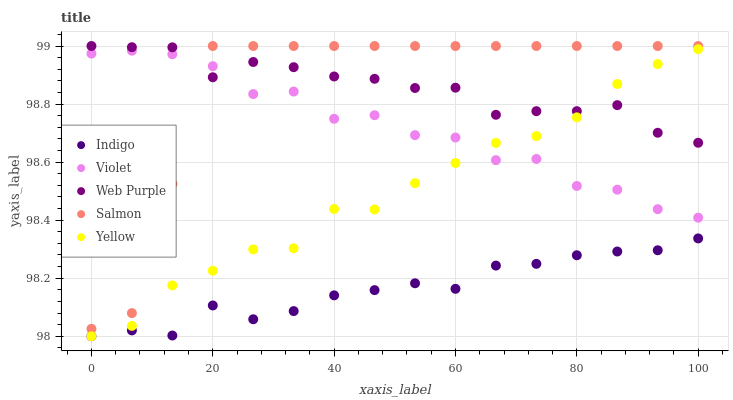 title
99
98.8
98.6
98.4
98.2
98
yaxis_label
Indigo
Violet
Web Purple
Salmon
Yellow
0
20
40
60
80
100
xaxis_label